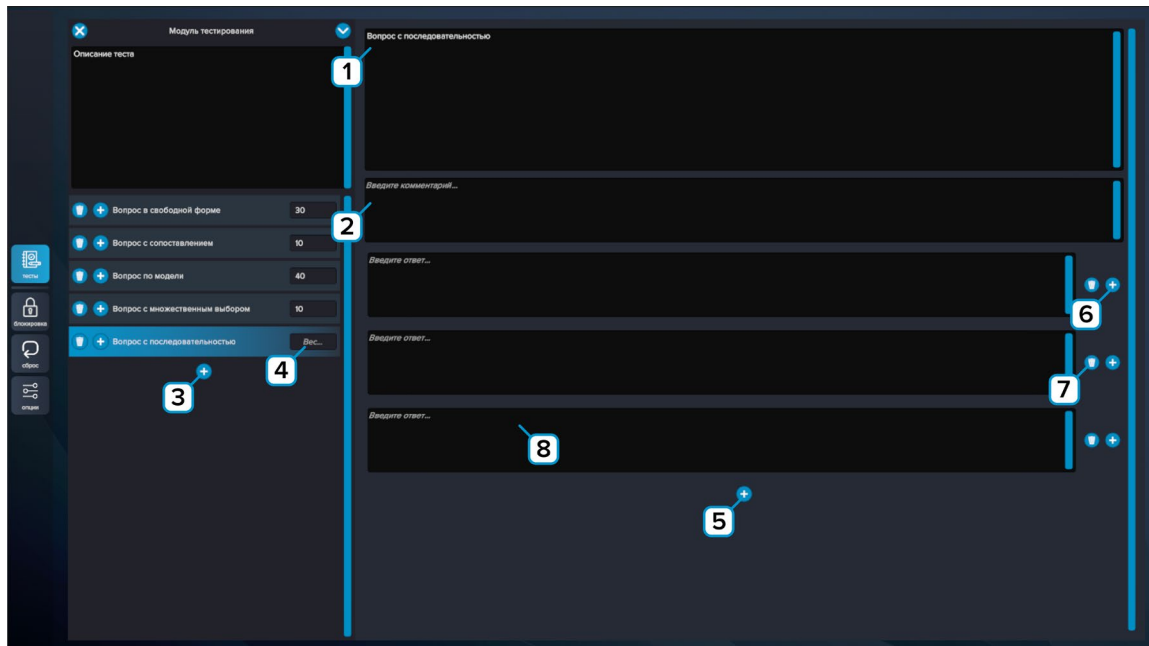 Модуль тестирования
Описание теста
Вопрос в свободной форме 30
Вопрос с сопоставлением 10
Вопрос по модели 40
Вопрос с множественным выбором 10
Вопрос с последовательностью Вес...
3
4
тесты
блокировка
сброс
опции
Вопрос с последовательностью
1
Введите комментарий...
2
Введите ответ...
6
Введите ответ...
7
Введите ответ...
8
5